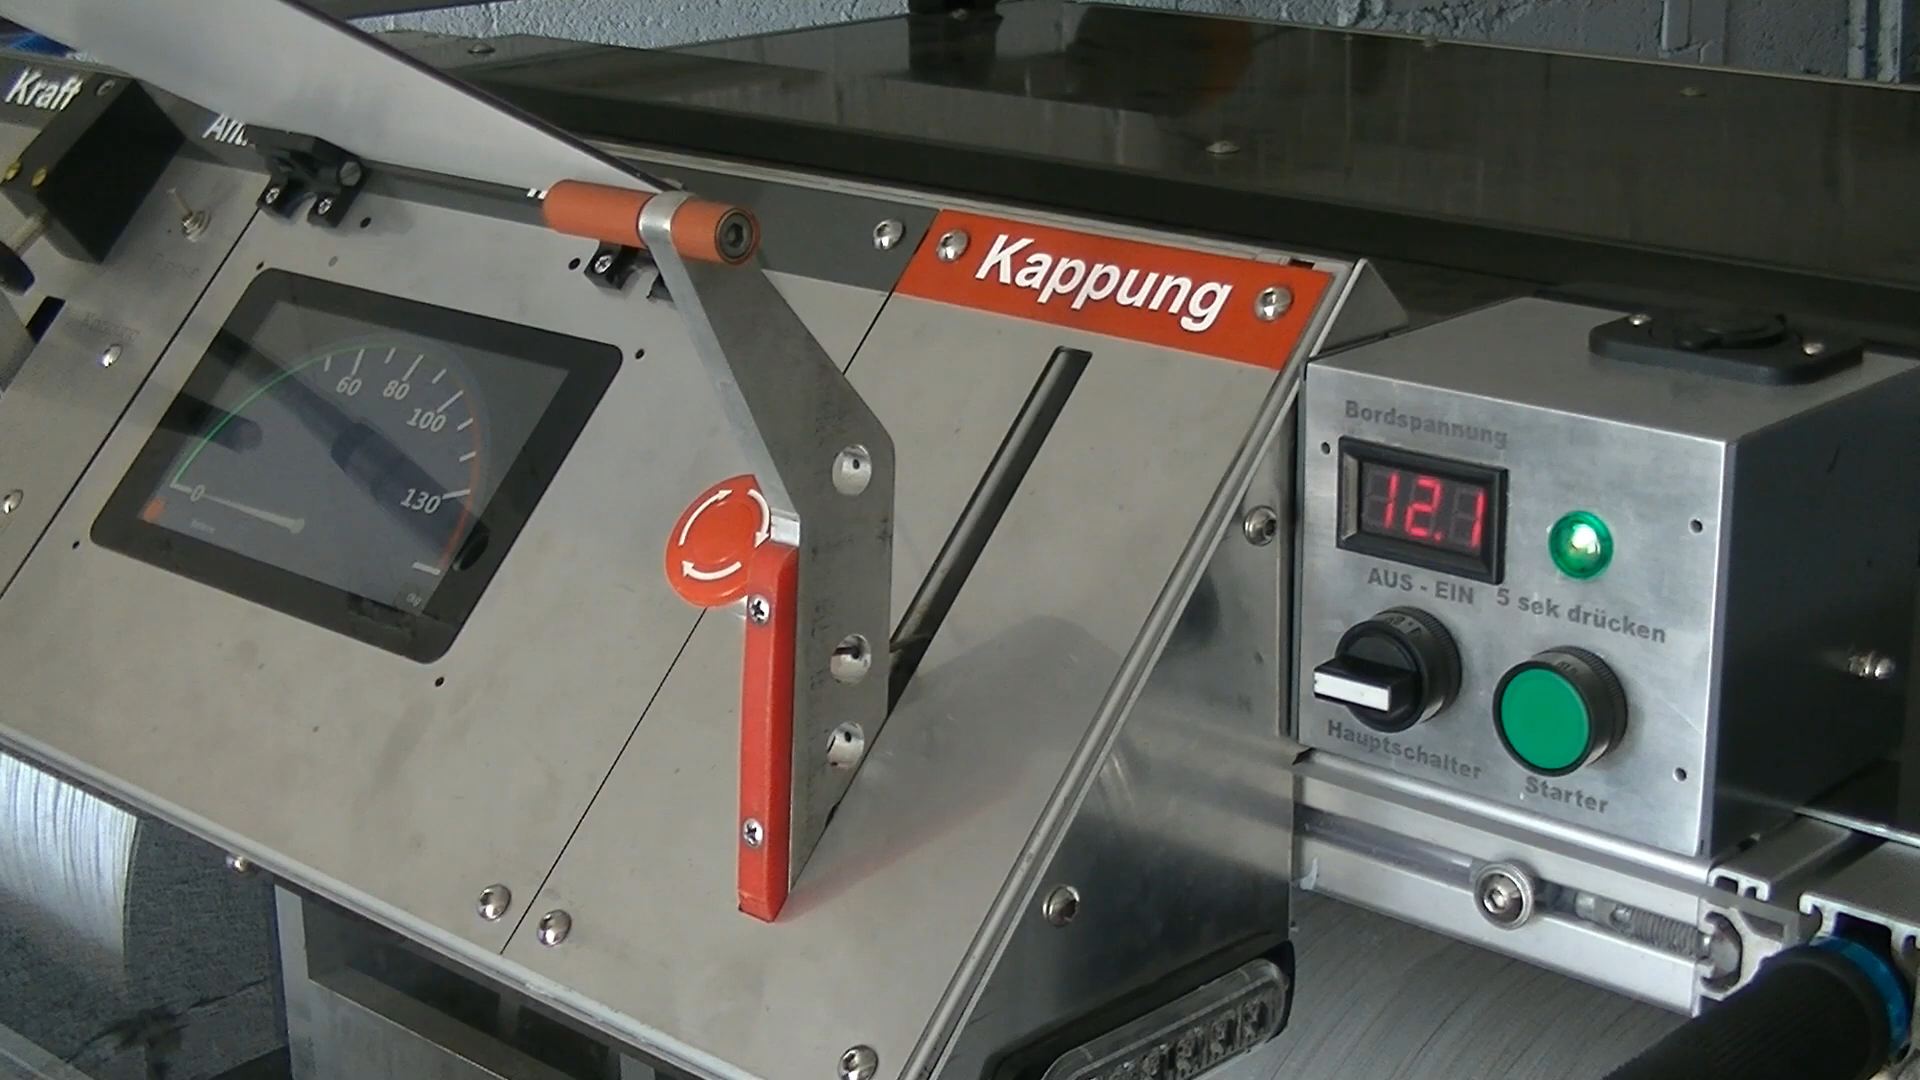 Kraft
Kappung
60
80
100
130
0
Bordspannung
12.1
AUS - EIN
5 sek drücken
Hauptschalter
Starter